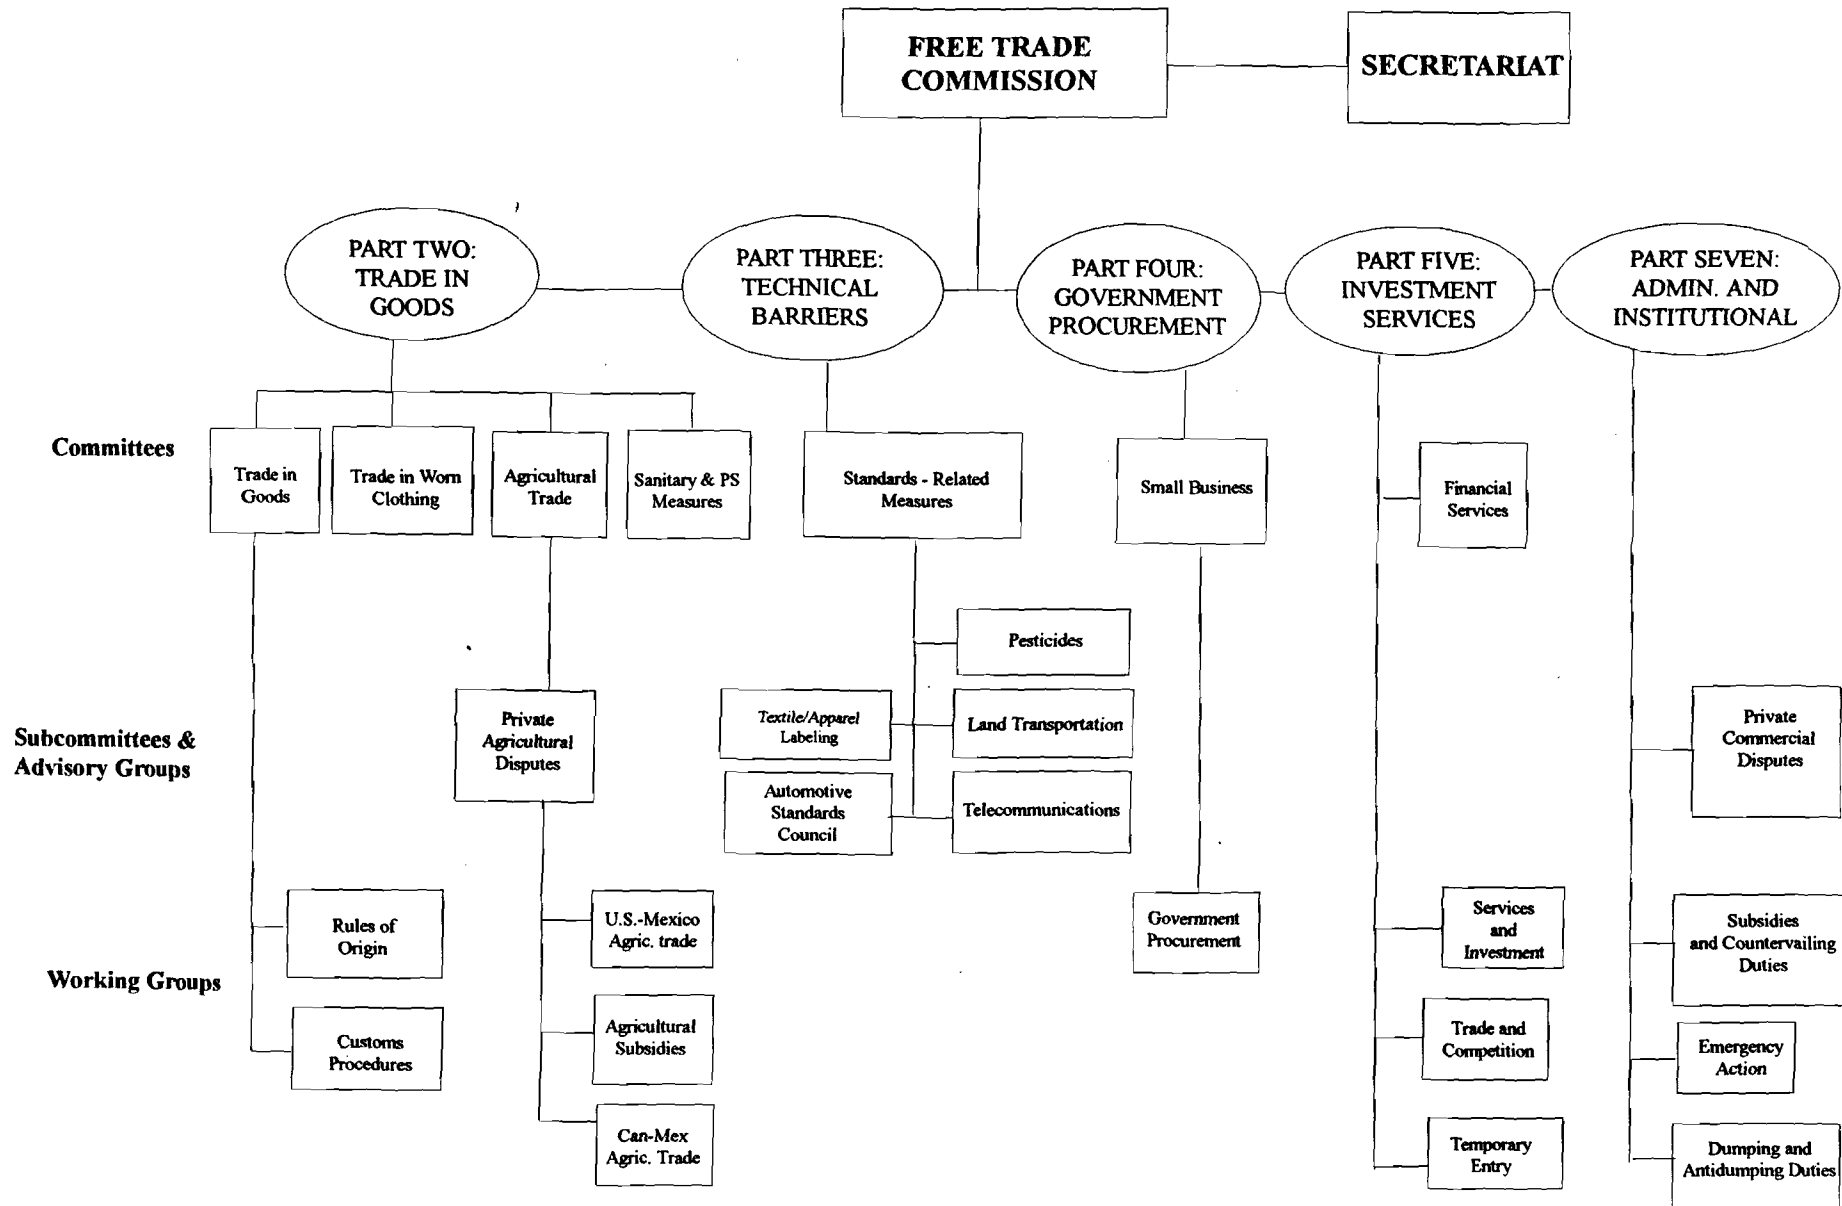 FREE TRADE
COMMISSION
SECRETARIAT
PART TWO:
TRADE IN
GOODS
PART THREE:
TECHNICAL
BARRIERS
PART FOUR:
GOVERNMENT
PROCUREMENT
PART FIVE:
INVESTMENT
SERVICES
PART SEVEN:
ADMIN. AND
INSTITUTIONAL
Committees
Trade in
Goods
Trade in Worn
Clothing
Agricultural
Trade
Sanitary & PS
Measures
Standards - Related
Measures
Small Business
Financial
Services
Subcommittees &
Advisory Groups
Private
Agricultural
Disputes
Pesticides
Textile/Apparel
Labeling
Land Transportation
Automotive
Standards
Council
Telecommunications
Private
Commercial
Disputes
Working Groups
Rules of
Origin
Customs
Procedures
U.S.-Mexico
Agric. trade
Agricultural
Subsidies
Can-Mex
Agric. Trade
Government
Procurement
Services
and
Investment
Trade and
Competition
Temporary
Entry
Subsidies
and Countervailing
Duties
Emergency
Action
Dumping and
Antidumping Duties